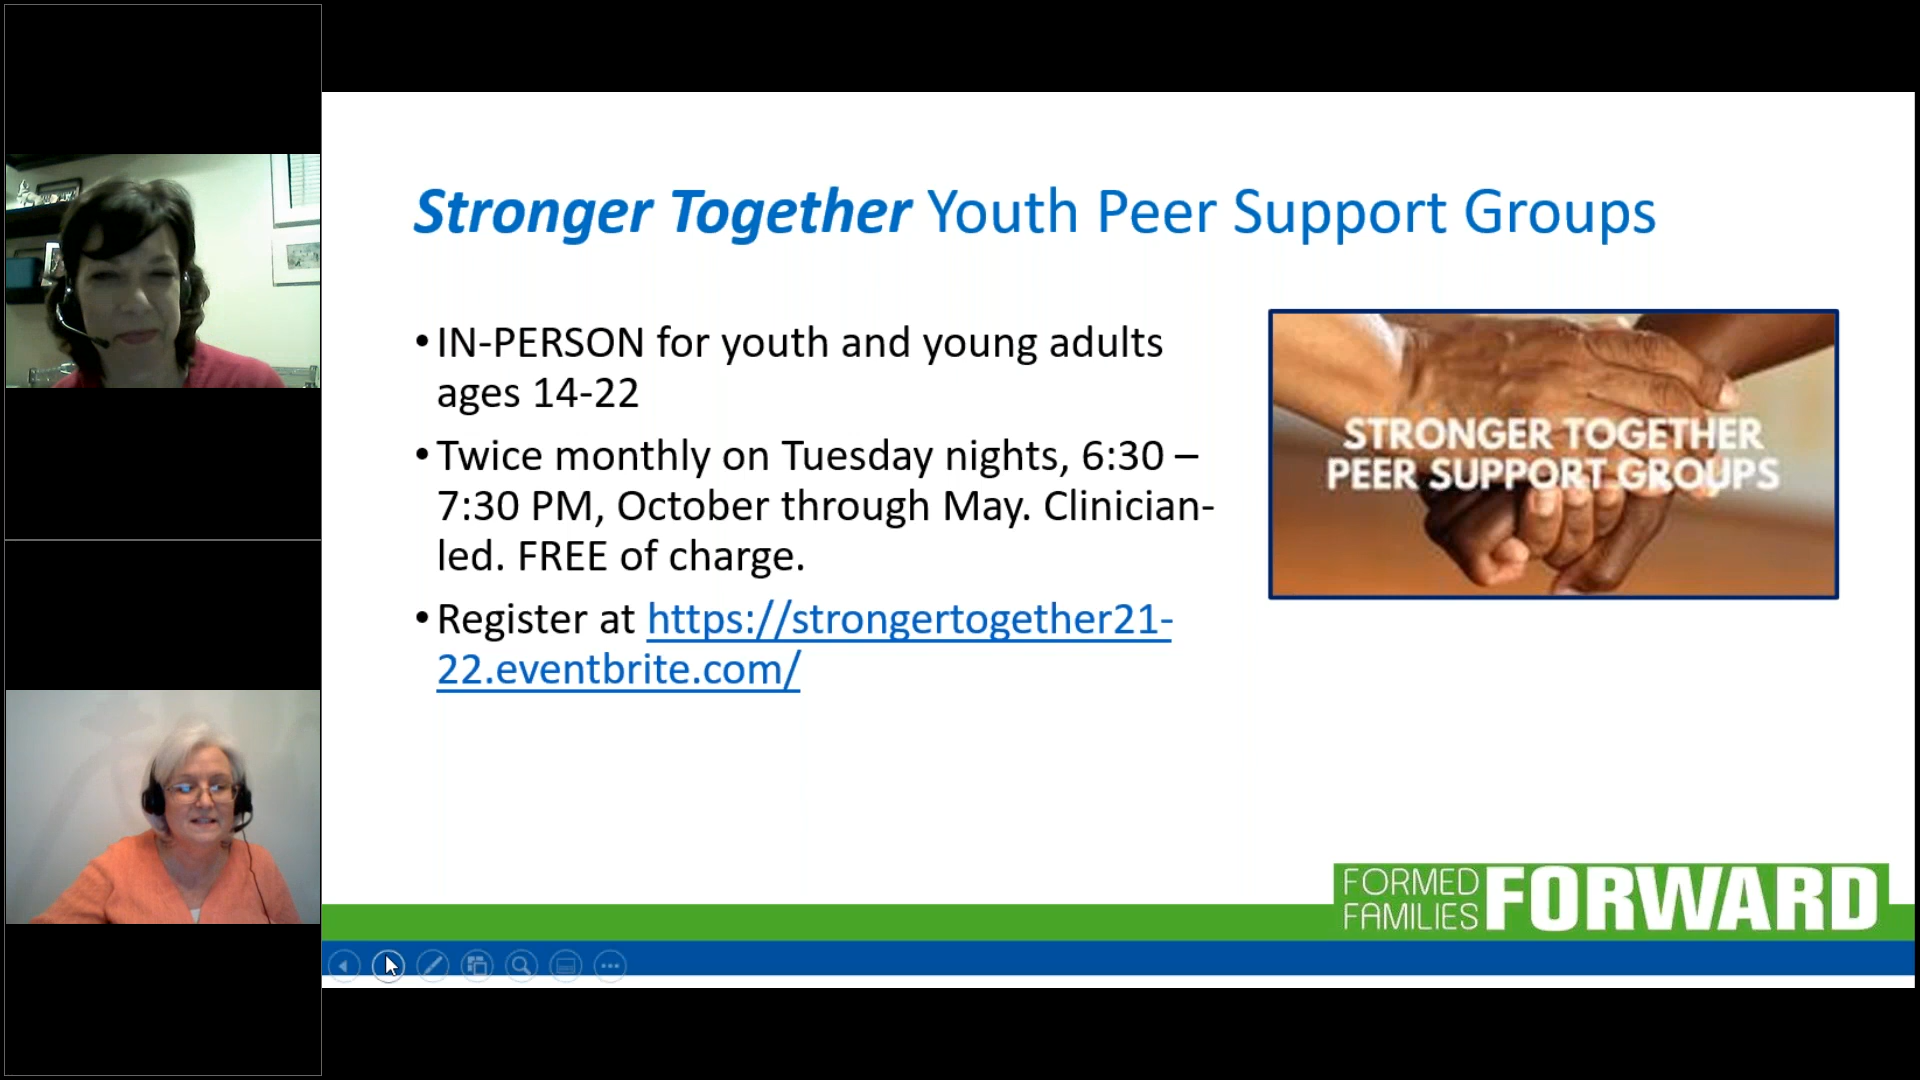 Stronger Together Youth Peer Support Groups
•IN-PERSON for youth and young adults
ages 14-22
•Twice monthly on Tuesday nights, 6:30 –
7:30 PM, October through May. Clinician-
led. FREE of charge.
•Register at https://strongertogether21-
22.eventbrite.com/
STRONGER TOGETHER
PEER SUPPORT GROUPS
FORMED
FAMILIES
FORWARD